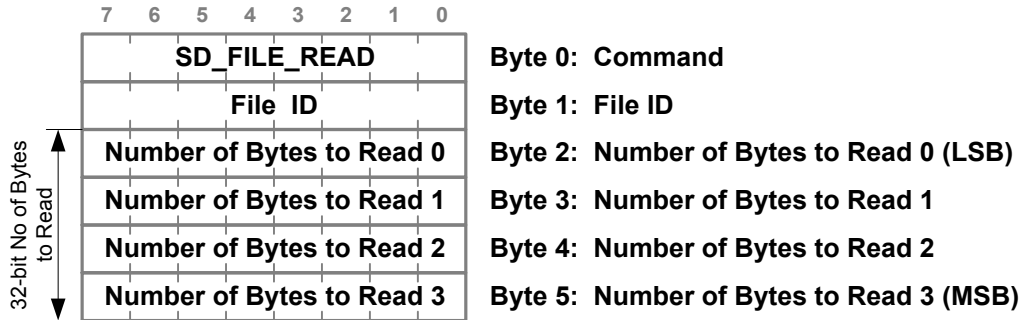 7 6 5 4 3 2 1 0
SD_FILE_READ Byte 0: Command
File ID Byte 1: File ID
Number of Bytes to Read 0 Byte 2: Number of Bytes to Read 0 (LSB)
Number of Bytes to Read 1 Byte 3: Number of Bytes to Read 1
Number of Bytes to Read 2 Byte 4: Number of Bytes to Read 2
Number of Bytes to Read 3 Byte 5: Number of Bytes to Read 3 (MSB)
32-bit No of Bytes
to Read